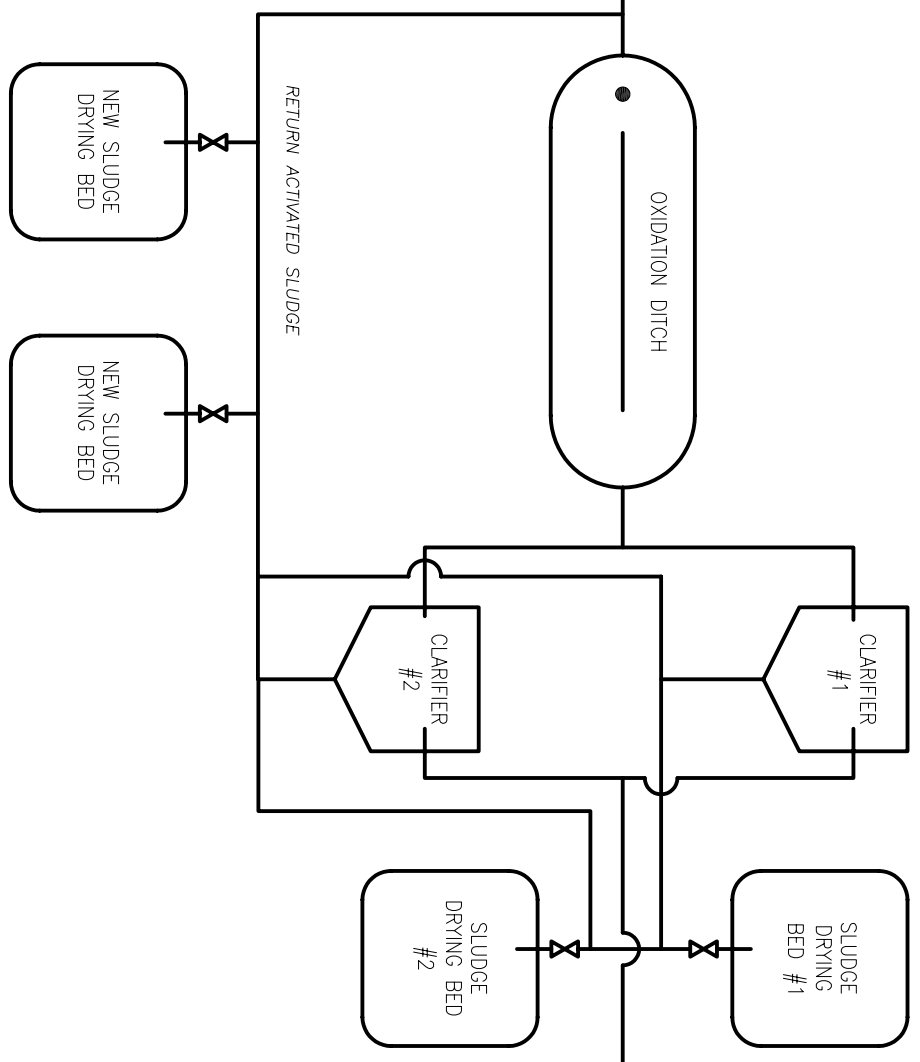 OXIDATION DITCH
CLARIFIER
#1
SLUDGE
DRYING
BED #1
RETURN ACTIVATED SLUDGE
CLARIFIER
#2
SLUDGE
DRYING BED
#2
NEW SLUDGE
DRYING BED
NEW SLUDGE
DRYING BED